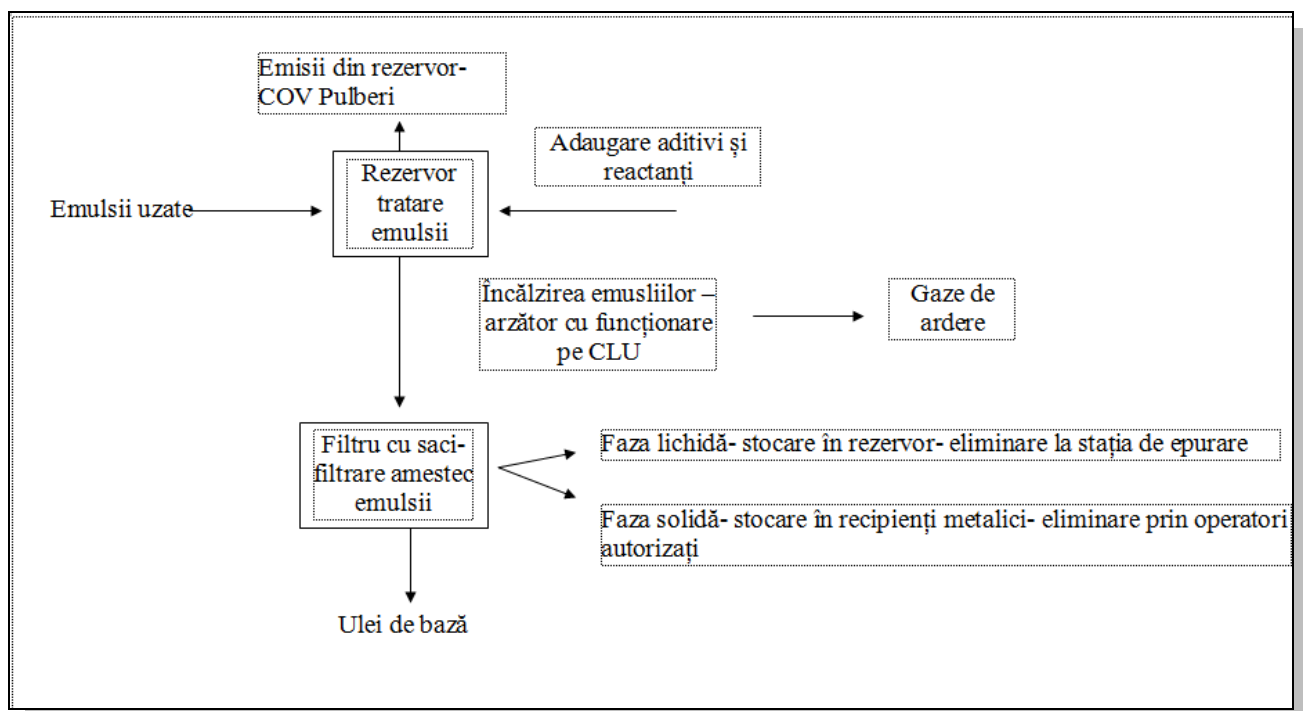 Emisii din rezervor-
COV Pulberi
Adaugare aditivi și
reactanți
Rezervor
tratare
emulsii
Emulsii uzate
Încălzirea emusliilor –
arzător cu funcționare
pe CLU
Gaze de
ardere
Filtru cu saci-
filtrare amestec
emulsii
Faza lichidă- stocare în rezervor- eliminare la stația de epurare
Faza solidă- stocare în recipienți metalici- eliminare prin operatori
autorizați
Ulei de bază